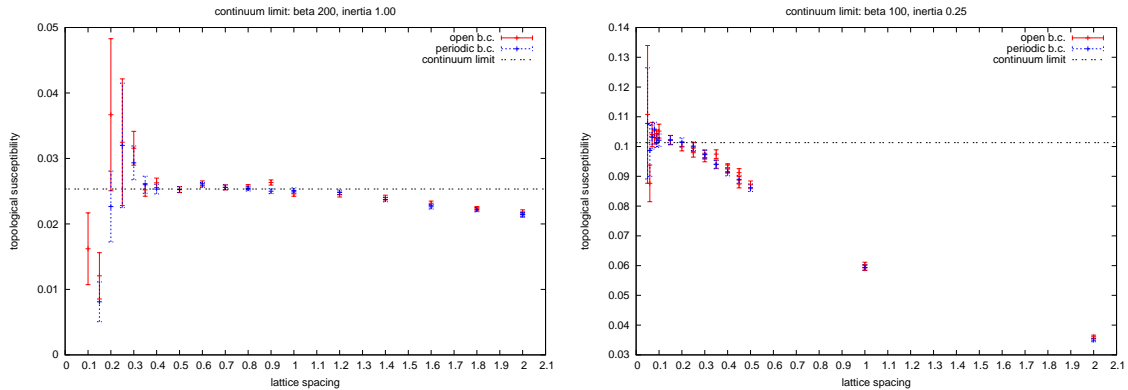 continuum limit: beta 200, inertia 1.00
0.05
0.04
0.03
0.02
0.01
0
topological susceptibility
open b.c.
periodic b.c.
continuum limit
0 0.1 0.2 0.3 0.4 0.5 0.6 0.7 0.8 0.9 1 1.1 1.2 1.3 1.4 1.5 1.6 1.7 1.8 1.9 2 2.1
lattice spacing
continuum limit: beta 100, inertia 0.25
0.14
0.13
0.12
0.11
0.1
0.09
0.08
0.07
0.06
0.05
0.04
0.03
topological susceptibility
open b.c.
periodic b.c.
continuum limit
0 0.1 0.2 0.3 0.4 0.5 0.6 0.7 0.8 0.9 1 1.1 1.2 1.3 1.4 1.5 1.6 1.7 1.8 1.9 2 2.1
lattice spacing